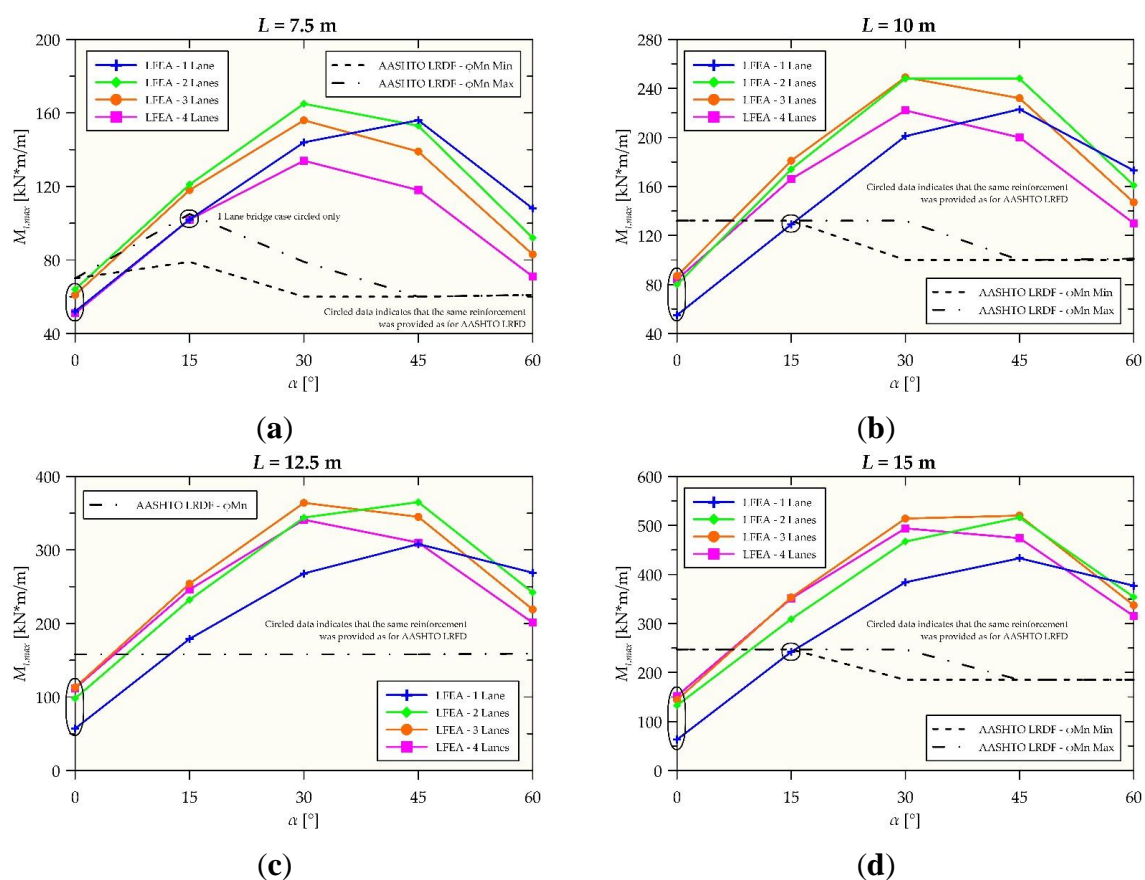 L = 7.5 m
200
160
120
80
40
M_t,max [kN*m/m]
LFEA - 1 Lane
LFEA - 2 Lanes
LFEA - 3 Lanes
LFEA - 4 Lanes
AASHTO LRDF - φMn Min
AASHTO LRDF - φMn Max
1 Lane bridge case circled only
Circled data indicates that the same reinforcement
was provided as for AASHTO LRFD
0 15 30 45 60
α [°]
(a)
L = 10 m
280
240
200
160
120
80
40
M_t,max [kN*m/m]
LFEA - 1 Lane
LFEA - 2 Lanes
LFEA - 3 Lanes
LFEA - 4 Lanes
Circled data indicates that the same reinforcement
was provided as for AASHTO LRFD
AASHTO LRDF - φMn Min
AASHTO LRDF - φMn Max
0 15 30 45 60
α [°]
(b)
L = 12.5 m
400
300
200
100
0
M_t,max [kN*m/m]
AASHTO LRDF - φMn
Circled data indicates that the same reinforcement
was provided as for AASHTO LRFD
LFEA - 1 Lane
LFEA - 2 Lanes
LFEA - 3 Lanes
LFEA - 4 Lanes
0 15 30 45 60
α [°]
(c)
L = 15 m
600
500
400
300
200
100
0
M_t,max [kN*m/m]
LFEA - 1 Lane
LFEA - 2 Lanes
LFEA - 3 Lanes
LFEA - 4 Lanes
Circled data indicates that the same reinforcement
was provided as for AASHTO LRFD
AASHTO LRDF - φMn Min
AASHTO LRDF - φMn Max
0 15 30 45 60
α [°]
(d)